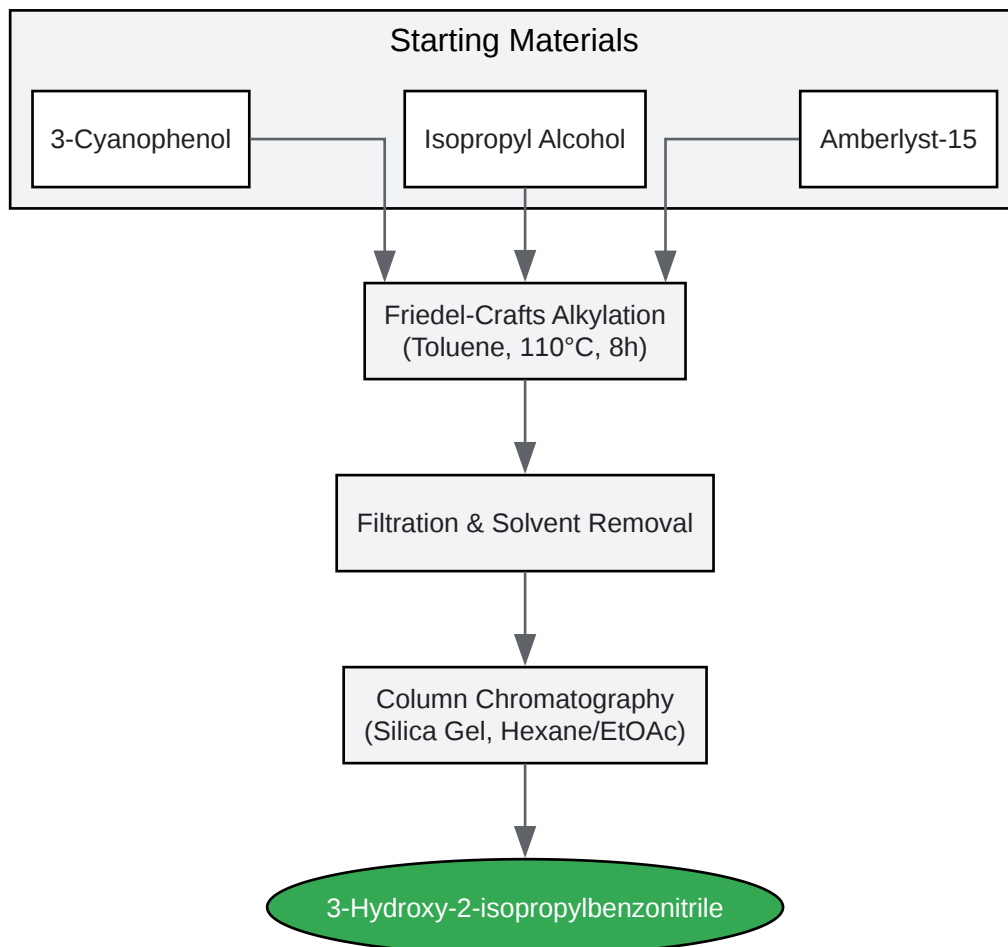 Starting Materials
3-Cyanophenol
Isopropyl Alcohol
Amberlyst-15
Friedel-Crafts Alkylation
(Toluene, 110°C, 8h)
Filtration & Solvent Removal
Column Chromatography
(Silica Gel, Hexane/EtOAc)
3-Hydroxy-2-isopropylbenzonitrile